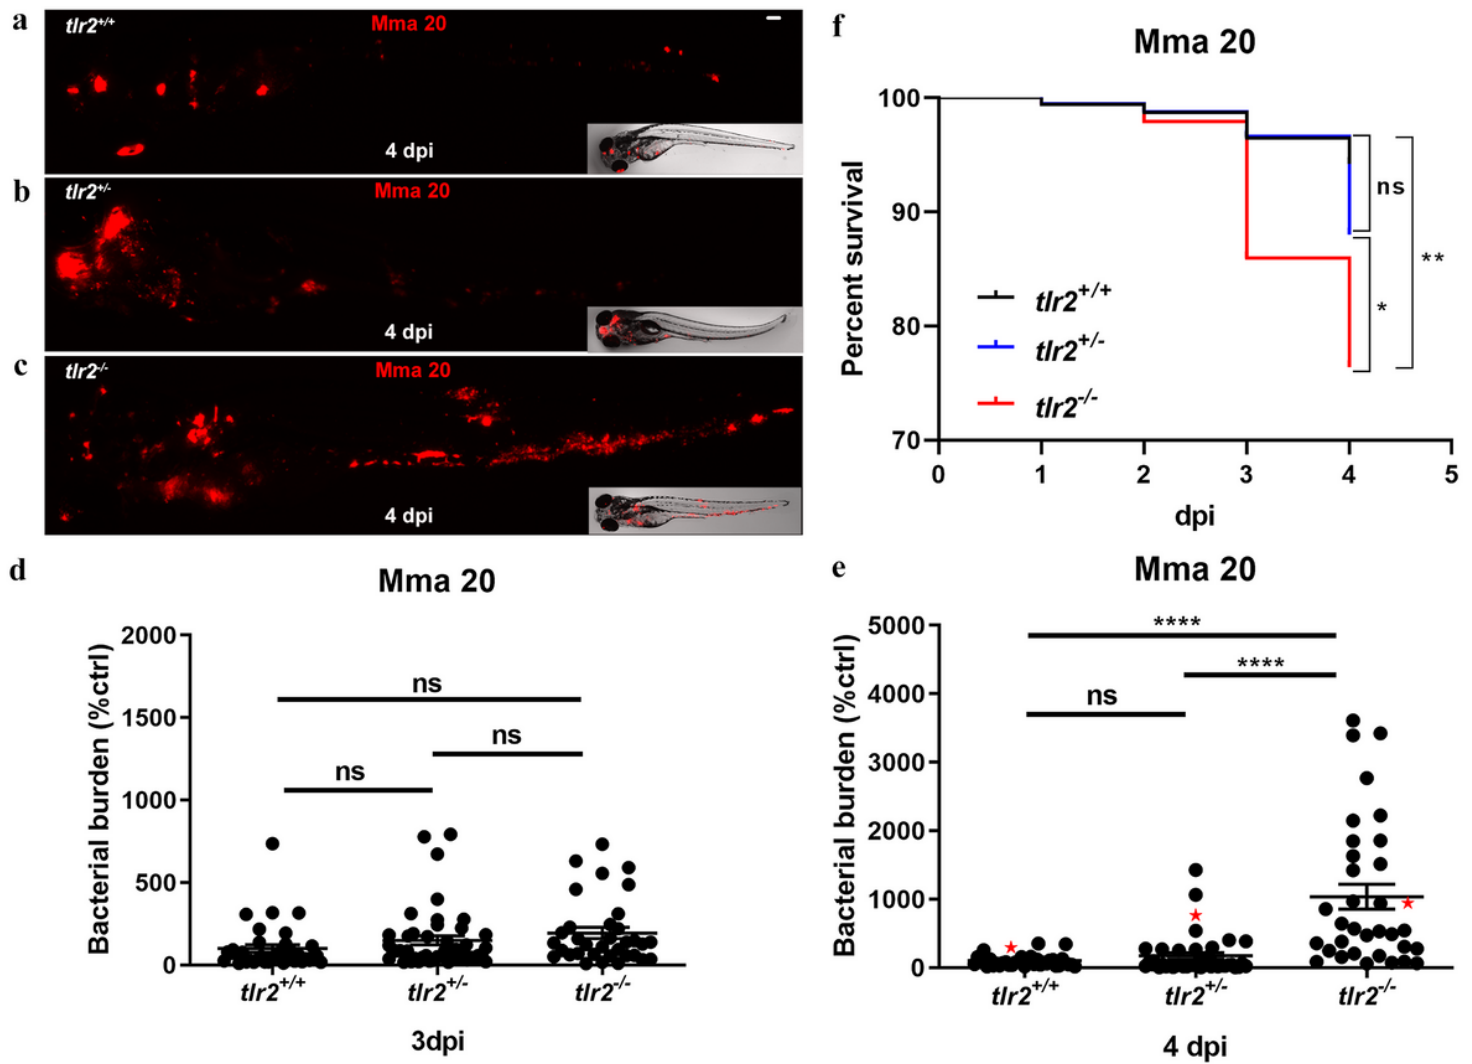 a
tlr2+/+
Mma 20
4 dpi
b
tlr2+/-
Mma 20
4 dpi
c
tlr2-/-
Mma 20
4 dpi
f
Mma 20
Percent survival
100
90
80
70
0 1 2 3 4 5
dpi
tlr2+/+
tlr2+/-
tlr2-/-
ns
*
**
d
Mma 20
Bacterial burden (%ctrl)
2000
1500
1000
500
0
ns
ns
ns
tlr2+/+ tlr2+/- tlr2-/-
3dpi
e
Mma 20
Bacterial burden (%ctrl)
5000
4000
3000
2000
1000
0
****
****
ns
tlr2+/+ tlr2+/- tlr2-/-
4 dpi